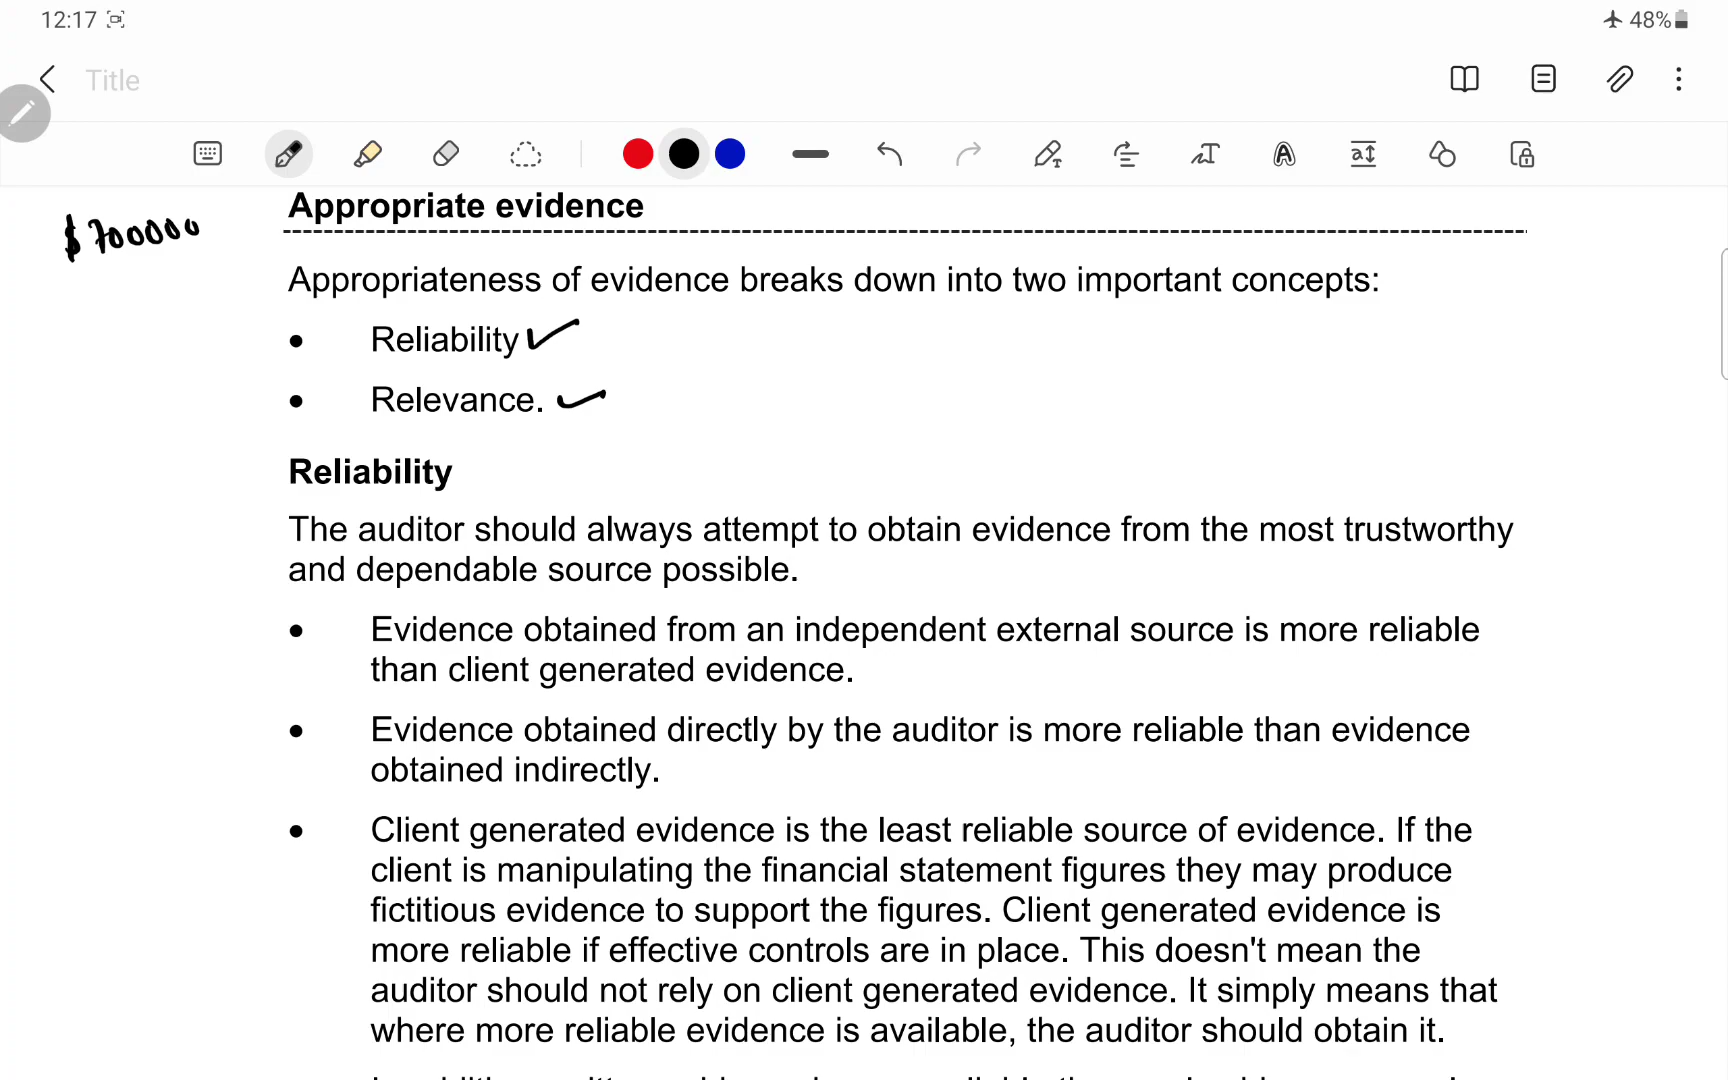 12:17
48%
Title
Appropriate evidence
$ 700000
Appropriateness of evidence breaks down into two important concepts:
• Reliability
• Relevance.
Reliability
The auditor should always attempt to obtain evidence from the most trustworthy
and dependable source possible.
• Evidence obtained from an independent external source is more reliable
than client generated evidence.
• Evidence obtained directly by the auditor is more reliable than evidence
obtained indirectly.
• Client generated evidence is the least reliable source of evidence. If the
client is manipulating the financial statement figures they may produce
fictitious evidence to support the figures. Client generated evidence is
more reliable if effective controls are in place. This doesn't mean the
auditor should not rely on client generated evidence. It simply means that
where more reliable evidence is available, the auditor should obtain it.